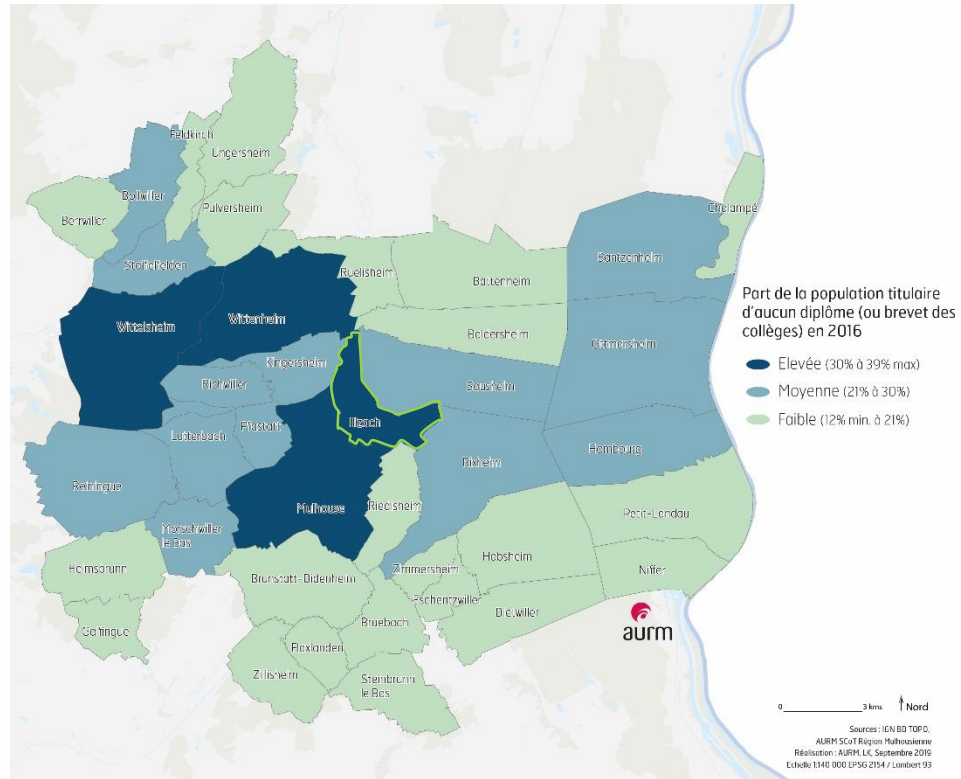 Feldkirch
Ungersheim
Bollwiller
Pulversheim
Berrwiller
Chalampé
Staffelfelden
Bantzenheim
Ruelisheim
Battenheim
Wittelsheim
Wittenheim
Baldersheim
Ottmarsheim
Kingersheim
Richwiller
Sausheim
Illzach
Pfastatt
Lutterbach
Hombourg
Rixheim
Reiningue
Mulhouse
Riedisheim
Petit-Landau
Morschwiller
le Bas
Habsheim
Heimsbrunn
Zimmersheim
Niffer
Brunstatt-Didenheim
Eschentzwiller
Dietwiller
Bruebach
Galfingue
Flaxlanden
Zillisheim
Steinbrunn
le Bas
Part de la population titulaire
d'aucun diplôme (ou brevet des
collèges) en 2016
Elevée (30% à 39% max)
Moyenne (21% à 30%)
Faible (12% min. à 21%)
aurm
0 3 kms Nord
Sources : IGN BD TOPO,
AURM SCoT Région Mulhousienne
Réalisation : AURM, LK, Septembre 2019
Echelle 1:140 000 EPSG 2154 / Lambert 93